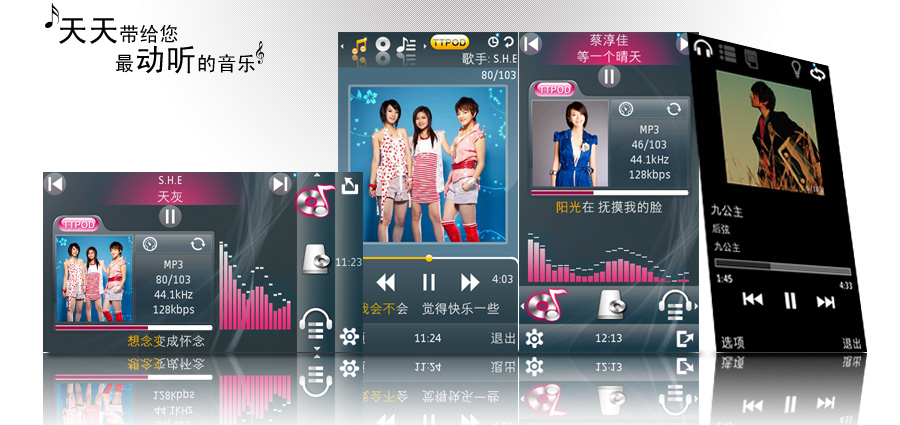 天天带给您
最动听的音乐
S.H.E
天灰
TTPOD
MP3
80/103
44.1kHz
128kbps
想念变成怀念
11:23
TTPOD
歌手: S.H.E
80/103
4:03
我会不会 觉得快乐一些
11:24
退出
蔡淳佳
等一个晴天
TTPOD
MP3
46/103
44.1kHz
128kbps
阳光在 抚摸我的脸
12:13
九公主
后弦
九公主
1:45
4:33
选项
退出